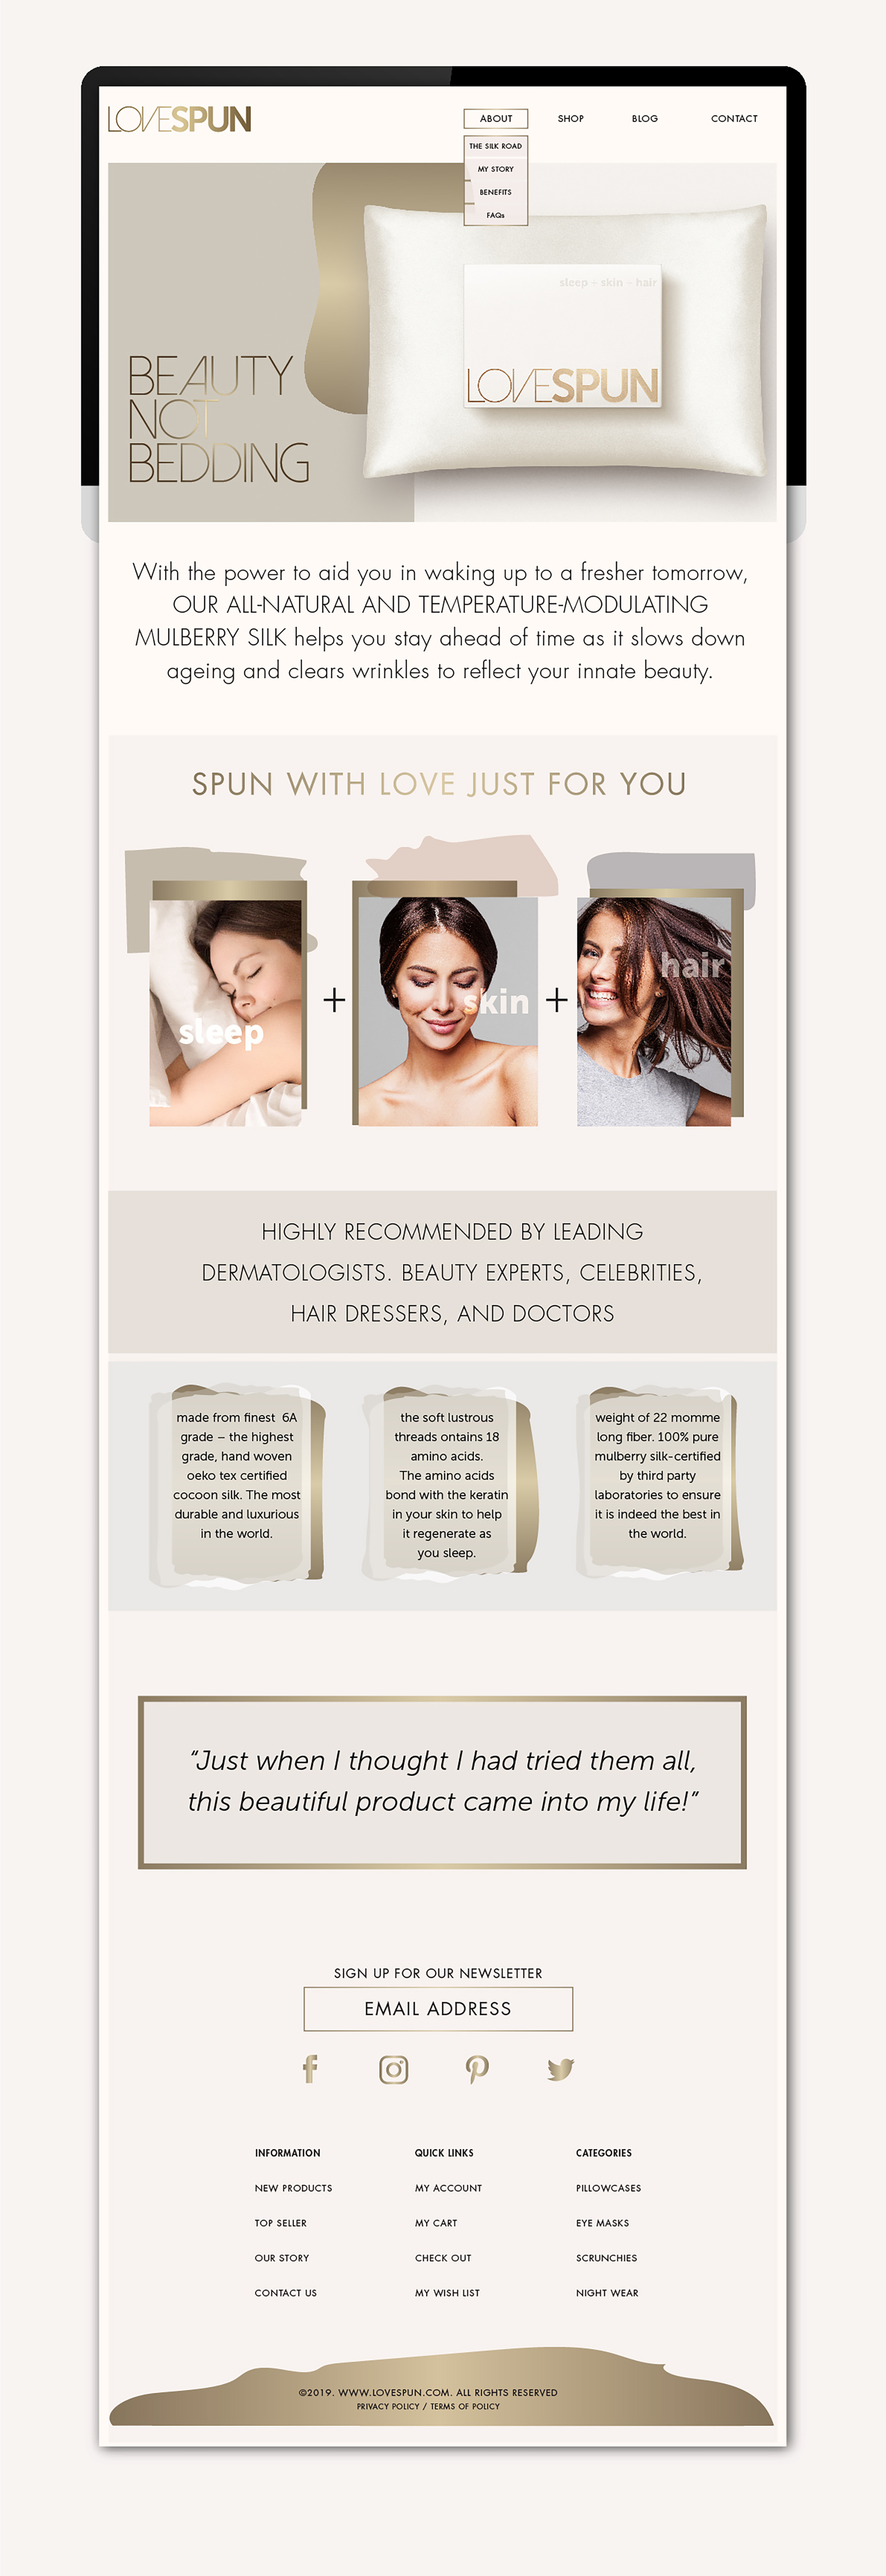 LOVESPUN
ABOUT SHOP BLOG CONTACT
THE SILK ROAD
MY STORY
BENEFITS
FAQs
sleep + skin + hair
LOVESPUN
BEAUTY
NOT
BEDDING
With the power to aid you in waking up to a fresher tomorrow,
OUR ALL-NATURAL AND TEMPERATURE-MODULATING
MULBERRY SILK helps you stay ahead of time as it slows down
ageing and clears wrinkles to reflect your innate beauty.
SPUN WITH LOVE JUST FOR YOU
sleep
+
skin
+
hair
HIGHLY RECOMMENDED BY LEADING
DERMATOLOGISTS. BEAUTY EXPERTS, CELEBRITIES,
HAIR DRESSERS, AND DOCTORS
made from finest 6A
grade – the highest
grade, hand woven
oeko tex certified
cocoon silk. The most
durable and luxurious
in the world.
the soft lustrous
threads ontains 18
amino acids.
The amino acids
bond with the keratin
in your skin to help
it regenerate as
you sleep.
weight of 22 momme
long fiber. 100% pure
mulberry silk-certified
by third party
laboratories to ensure
it is indeed the best in
the world.
“Just when I thought I had tried them all,
this beautiful product came into my life!”
SIGN UP FOR OUR NEWSLETTER
EMAIL ADDRESS
INFORMATION
NEW PRODUCTS
TOP SELLER
OUR STORY
CONTACT US
QUICK LINKS
MY ACCOUNT
MY CART
CHECK OUT
MY WISH LIST
CATEGORIES
PILLOWCASES
EYE MASKS
SCRUNCHIES
NIGHT WEAR
©2019. WWW.LOVESPUN.COM. ALL RIGHTS RESERVED
PRIVACY POLICY / TERMS OF POLICY